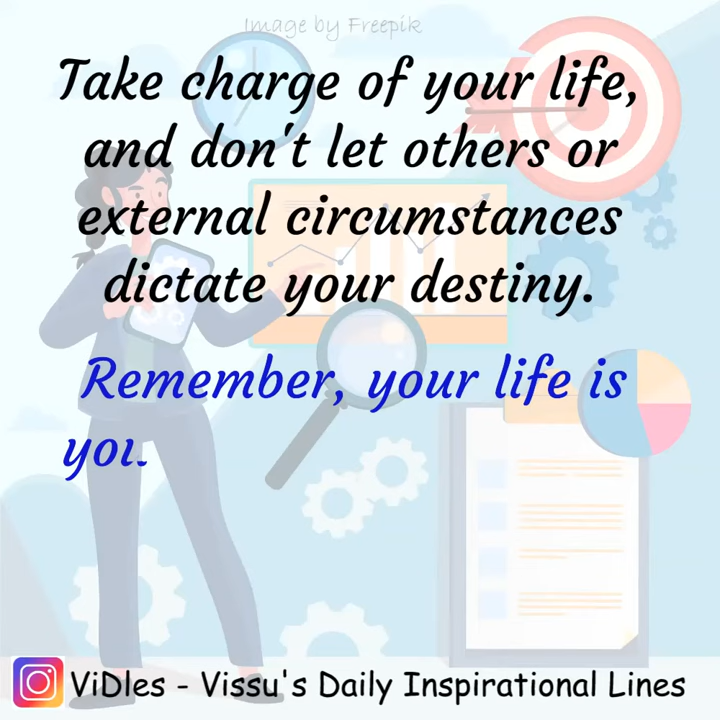 Image by Freepik
Take charge of your life,
and don't let others or
external circumstances
dictate your destiny.
Remember, your life is
ViDles - Vissu's Daily Inspirational Lines